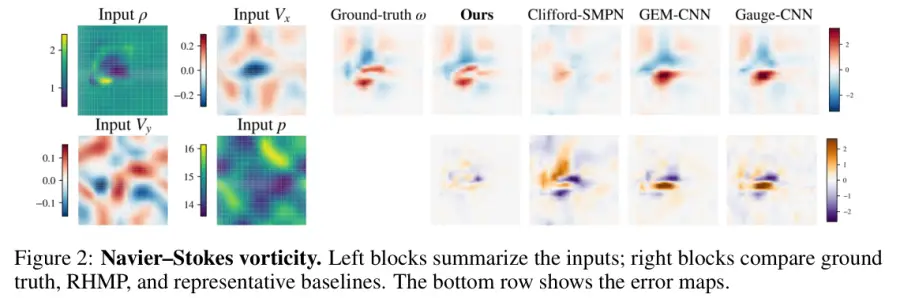 Input ρ
Input Vx
Ground-truth ω
Ours
Clifford-SMPN
GEM-CNN
Gauge-CNN
2
1
0.2
0.0
−0.2
2
0
−2
Input Vy
Input p
0.1
0.0
−0.1
16
15
14
2
1
0
−1
−2
Figure 2: Navier–Stokes vorticity. Left blocks summarize the inputs; right blocks compare ground
truth, RHMP, and representative baselines. The bottom row shows the error maps.